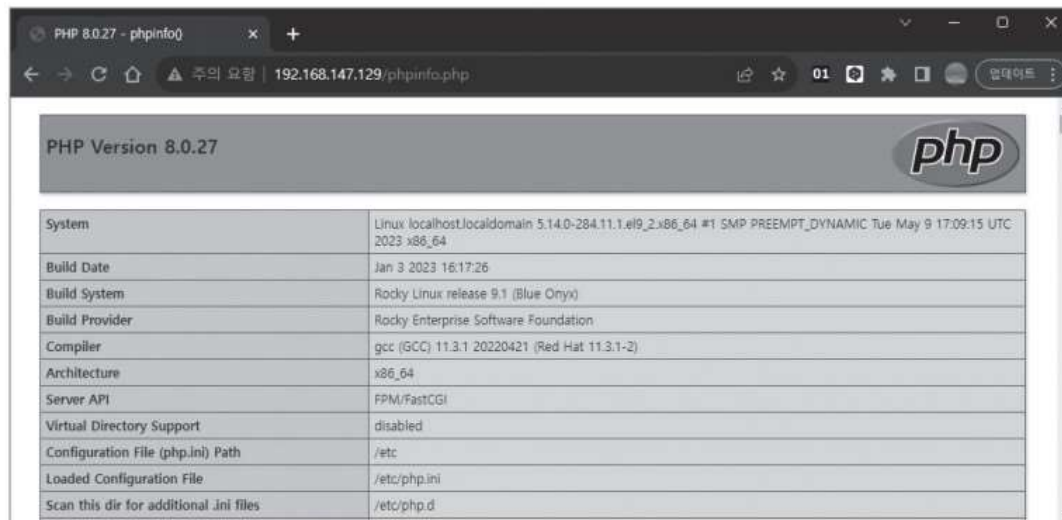 PHP 8.0.27 - phpinfo()
주의 요함 192.168.147.129/phpinfo.php 01 업데이트
PHP Version 8.0.27
php
System Linux localhost.localdomain 5.14.0-284.11.1.el9_2.x86_64 #1 SMP PREEMPT_DYNAMIC Tue May 9 17:09:15 UTC
2023 x86_64
Build Date Jan 3 2023 16:17:26
Build System Rocky Linux release 9.1 (Blue Onyx)
Build Provider Rocky Enterprise Software Foundation
Compiler gcc (GCC) 11.3.1 20220421 (Red Hat 11.3.1-2)
Architecture x86_64
Server API FPM/FastCGI
Virtual Directory Support disabled
Configuration File (php.ini) Path /etc
Loaded Configuration File /etc/php.ini
Scan this dir for additional .ini files /etc/php.d